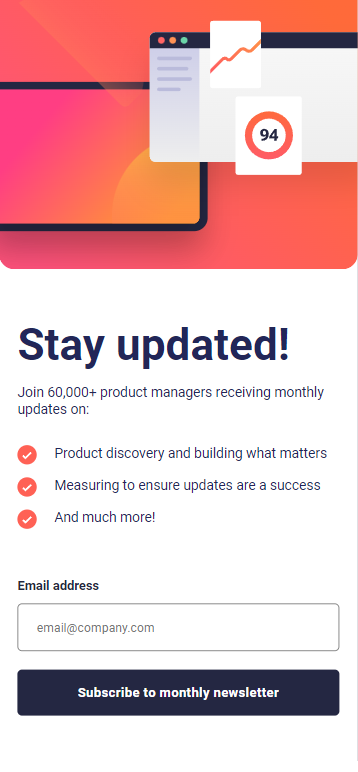 94
Stay updated!
Join 60,000+ product managers receiving monthly
updates on:
Product discovery and building what matters
Measuring to ensure updates are a success
And much more!
Email address
email@company.com
Subscribe to monthly newsletter